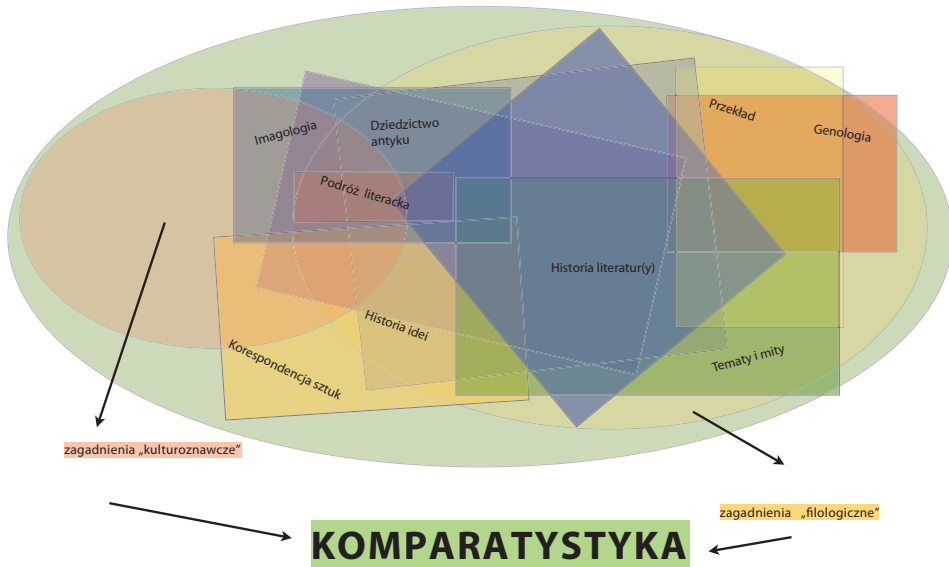 Imagologia
Dziedzictwo
antyku
Przekład
Genologia
Podróż literacka
Historia literatur(y)
Historia idei
Korespondencja sztuk
Tematy i mity
zagadnienia „kulturoznawcze”
zagadnienia „filologiczne”
KOMPARATYSTYKA